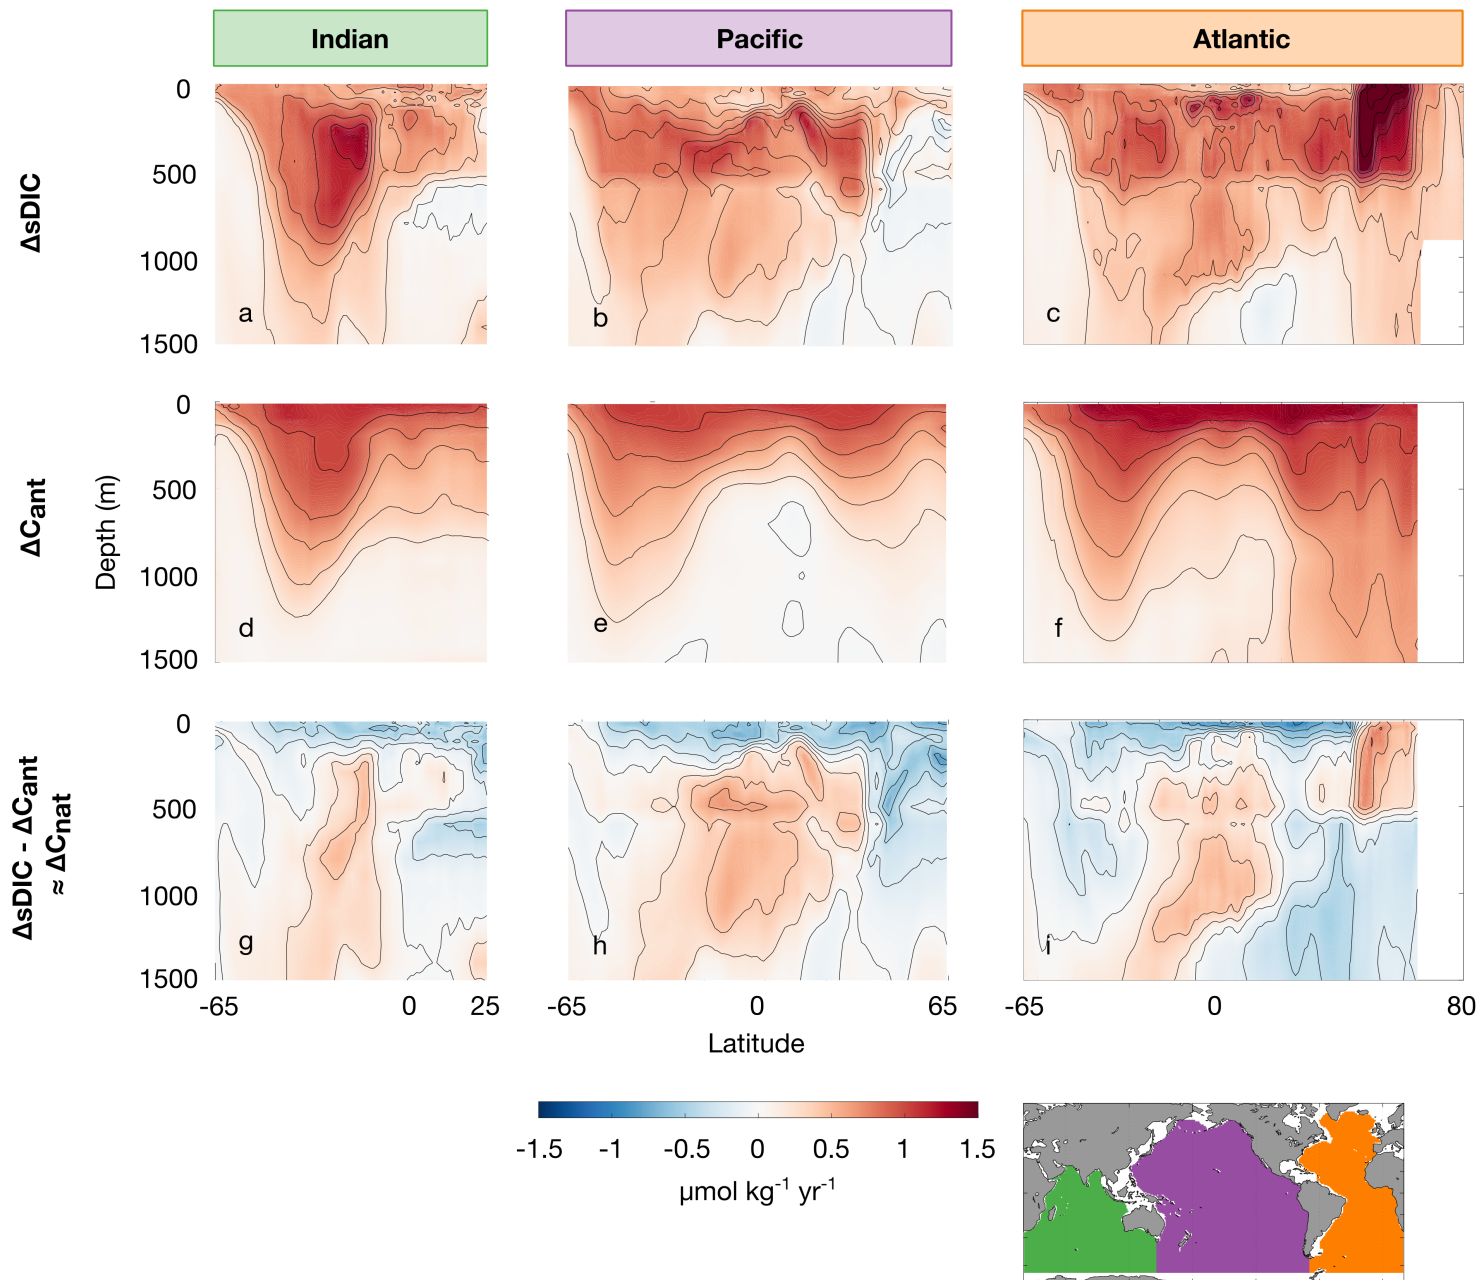 Indian
Pacific
Atlantic
ΔsDIC
0
500
1000
1500
a
b
c
ΔCant
Depth (m)
0
500
1000
1500
d
e
f
ΔsDIC - ΔCant
≈ ΔCnat
0
500
1000
1500
g
h
i
-65 0 25
-65 0 65
-65 0 80
Latitude
-1.5 -1 -0.5 0 0.5 1 1.5
µmol kg⁻¹ yr⁻¹